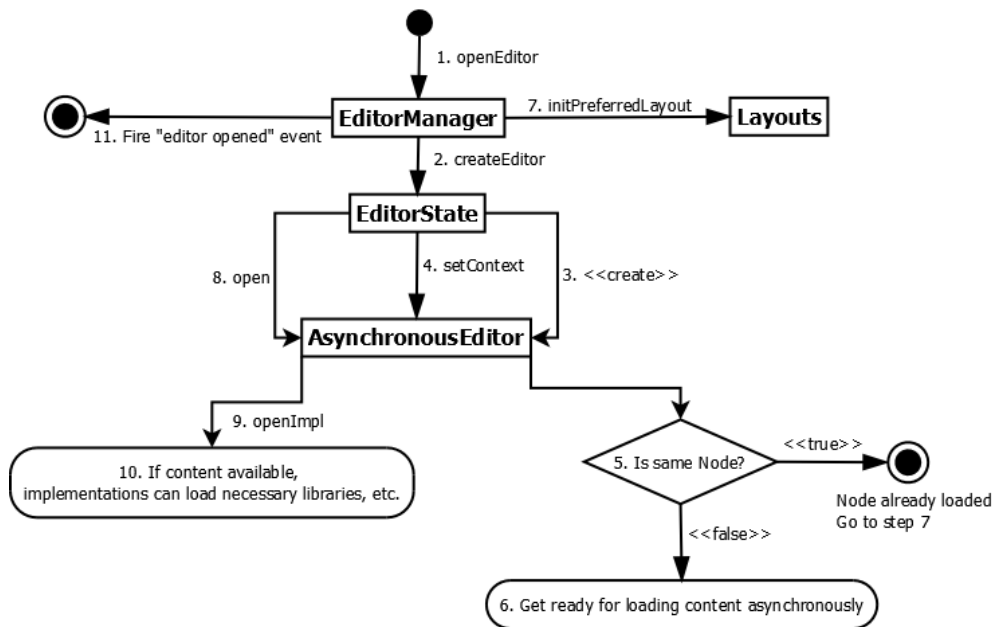 1. openEditor
EditorManager
7. initPreferredLayout
Layouts
11. Fire "editor opened" event
2. createEditor
EditorState
8. open
4. setContext
3. <<create>>
AsynchronousEditor
9. openImpl
10. If content available,
implementations can load necessary libraries, etc.
5. Is same Node?
<<true>>
Node already loaded
Go to step 7
<<false>>
6. Get ready for loading content asynchronously